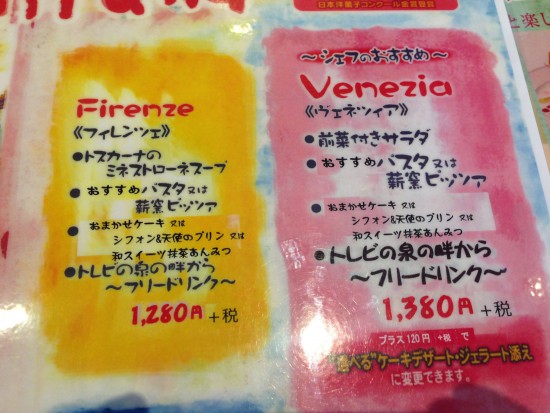 日本洋菓子コンクール金賞受賞
Firenze
《フィレンツェ》
●トスカーナの
ミネストローネスープ
●おすすめパスタ又は
薪窯ピッツァ
●おまかせケーキ 又は
シフォン&天使のプリン 又は
和スイーツ抹茶あんみつ
●トレビの泉の畔から
〜フリードリンク〜
1,280円 +税
〜シェフのおすすめ〜
Venezia
《ヴェネツィア》
●前菜付きサラダ
●おすすめパスタ又は
薪窯ピッツァ
●おまかせケーキ 又は
シフォン&天使のプリン 又は
和スイーツ抹茶あんみつ
●トレビの泉の畔から
〜フリードリンク〜
1,380円 +税
プラス120円 +税 で
"選べる"ケーキデザート・ジェラート添え
に変更できます。
と楽し